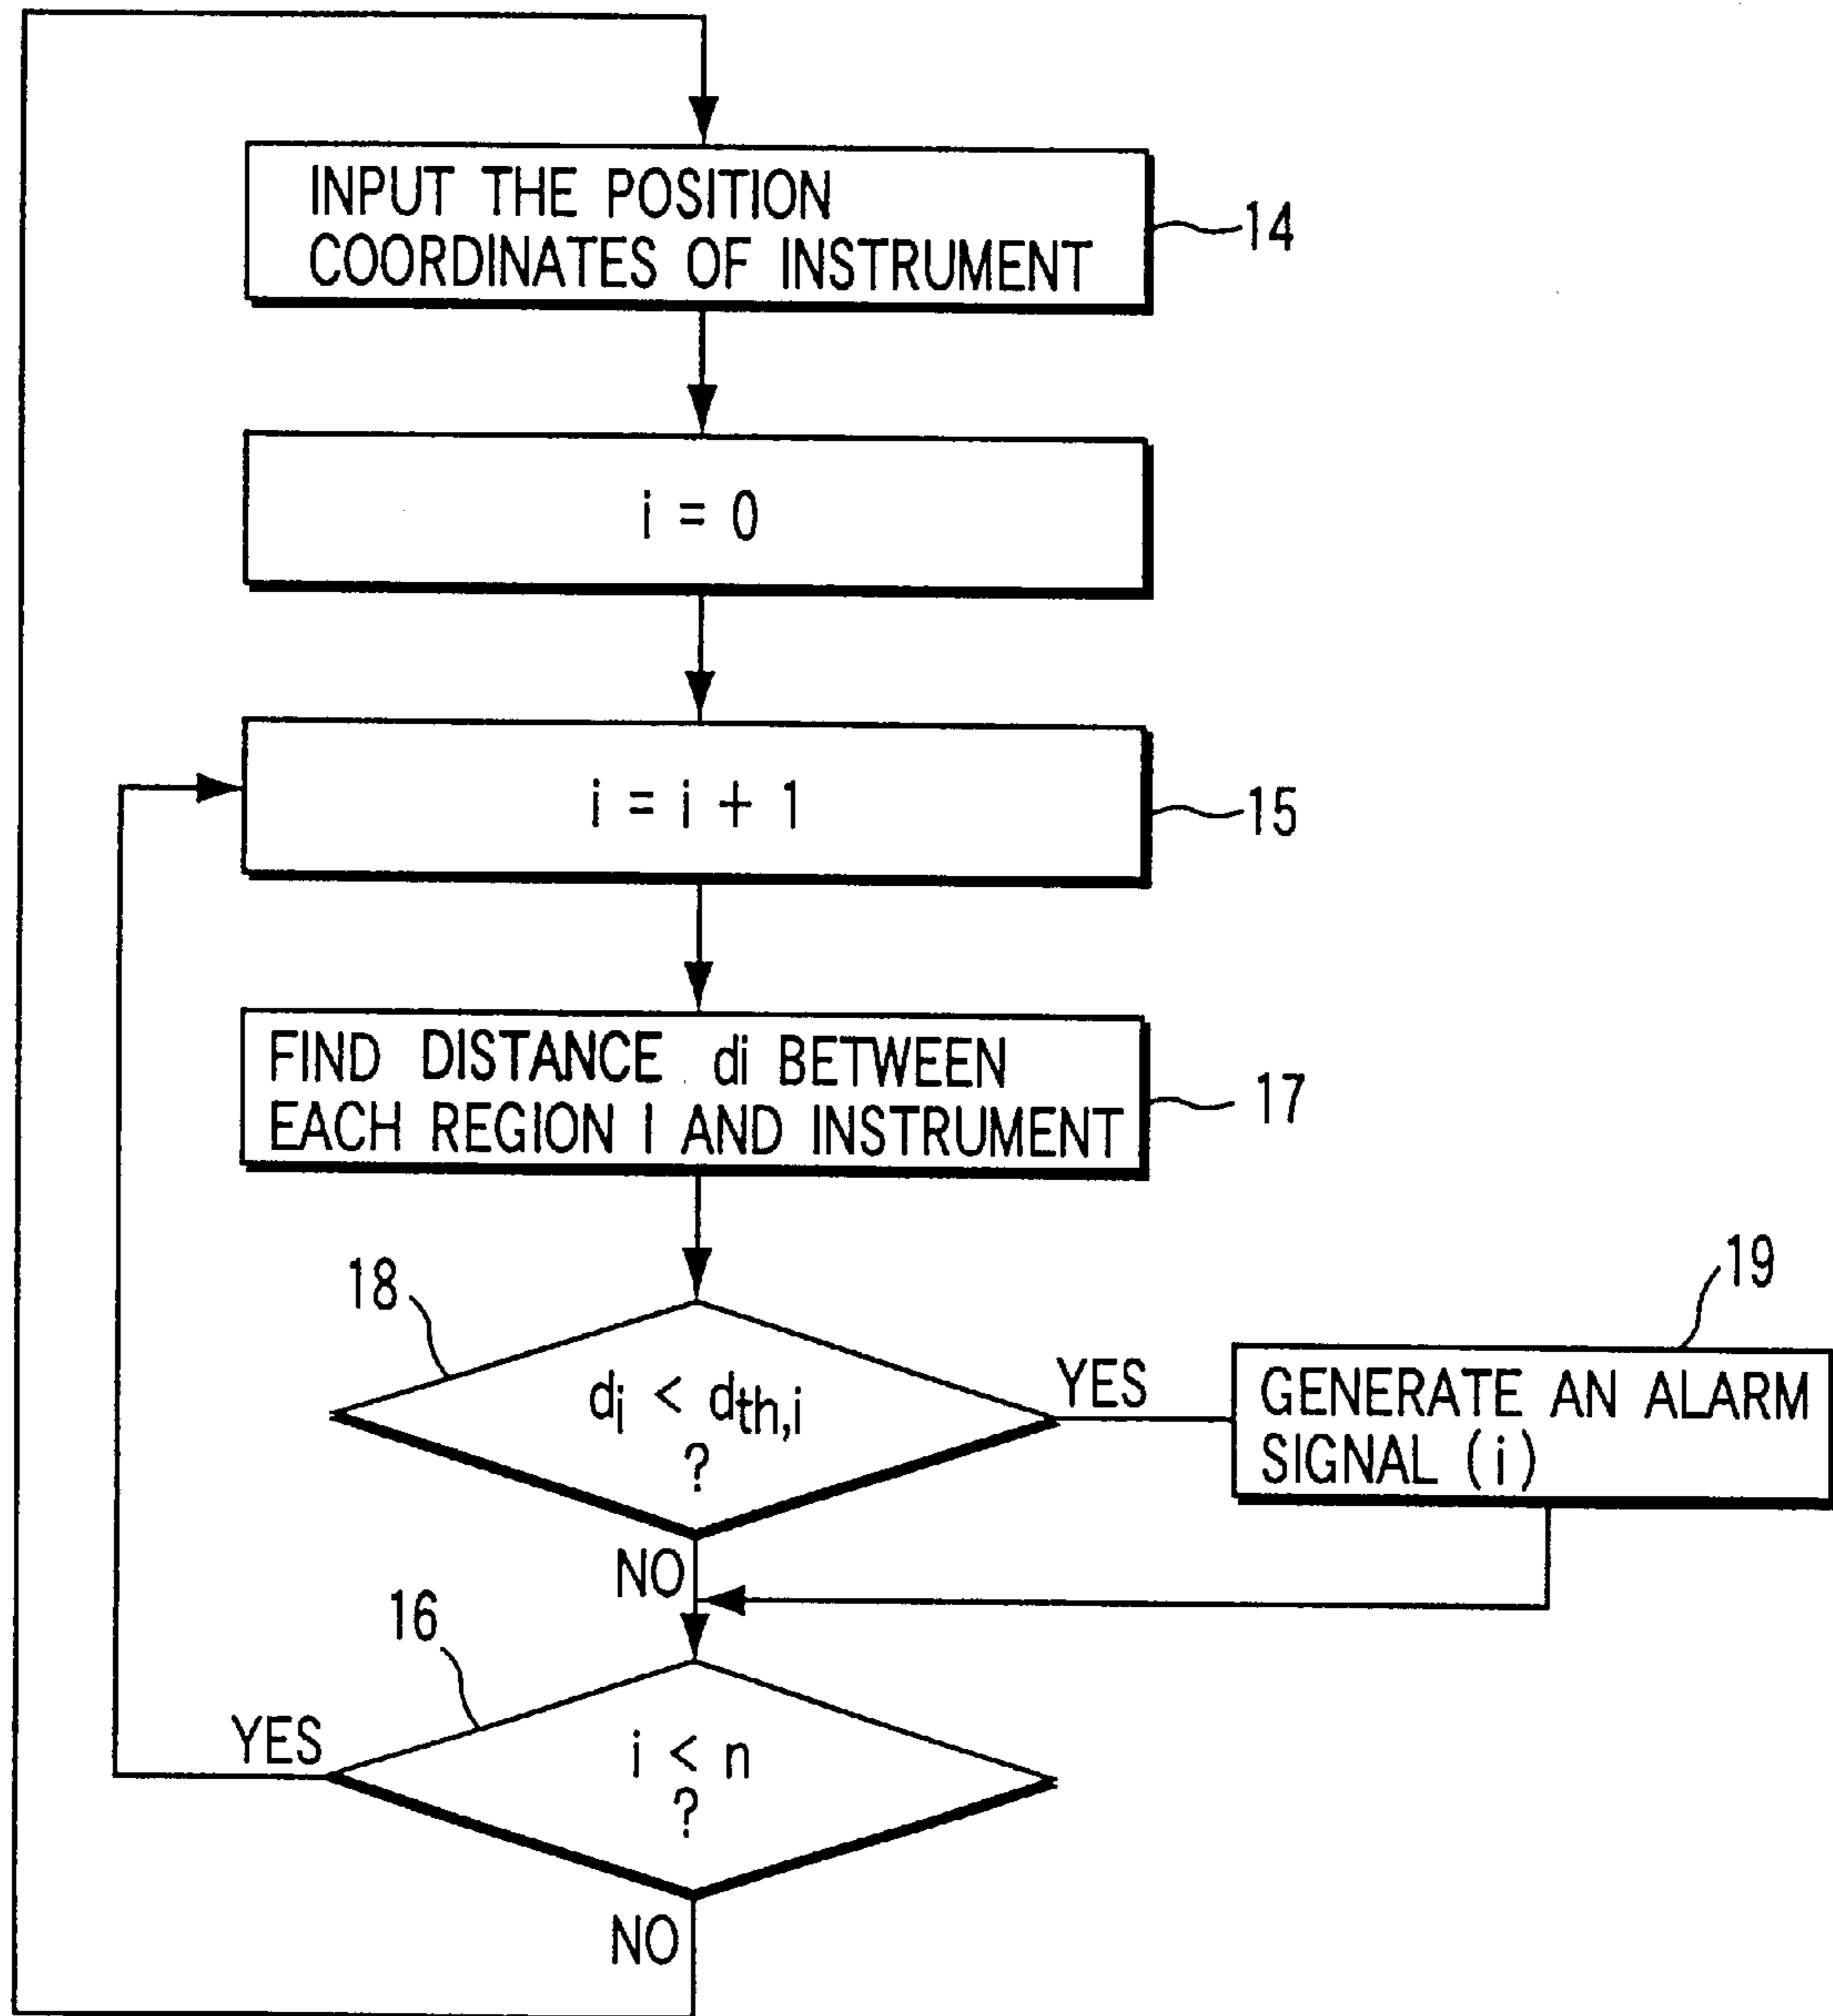 INPUT THE POSITION
COORDINATES OF INSTRUMENT
14
i = 0
i = i + 1
15
FIND DISTANCE di BETWEEN
EACH REGION I AND INSTRUMENT
17
18
di < dth,i
?
YES
19
GENERATE AN ALARM
SIGNAL (i)
NO
16
YES
i < n
?
NO